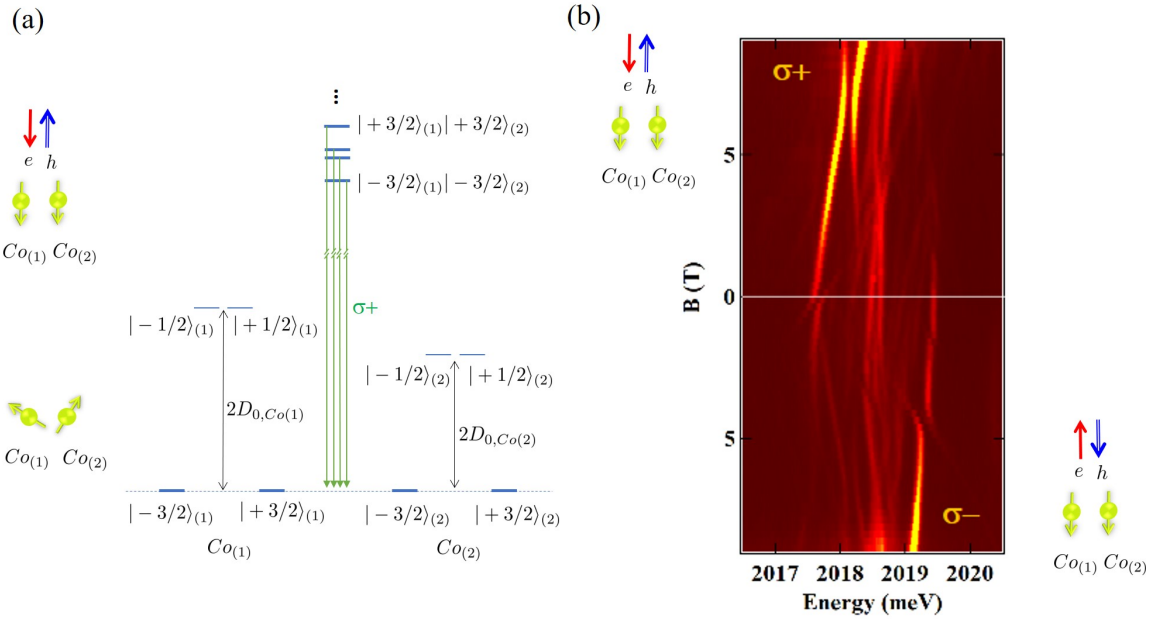 (a)
e h
Co(1) Co(2)
⋮
|+3/2⟩(1)|+3/2⟩(2)
|−3/2⟩(1)|−3/2⟩(2)
σ+
|−1/2⟩(1) |+1/2⟩(1)
|−1/2⟩(2) |+1/2⟩(2)
2D0,Co(1)
2D0,Co(2)
Co(1) Co(2)
|−3/2⟩(1) |+3/2⟩(1) |−3/2⟩(2) |+3/2⟩(2)
Co(1) Co(2)
(b)
e h
Co(1) Co(2)
σ+
5
0
5
B (T)
σ−
2017 2018 2019 2020
Energy (meV)
e h
Co(1) Co(2)